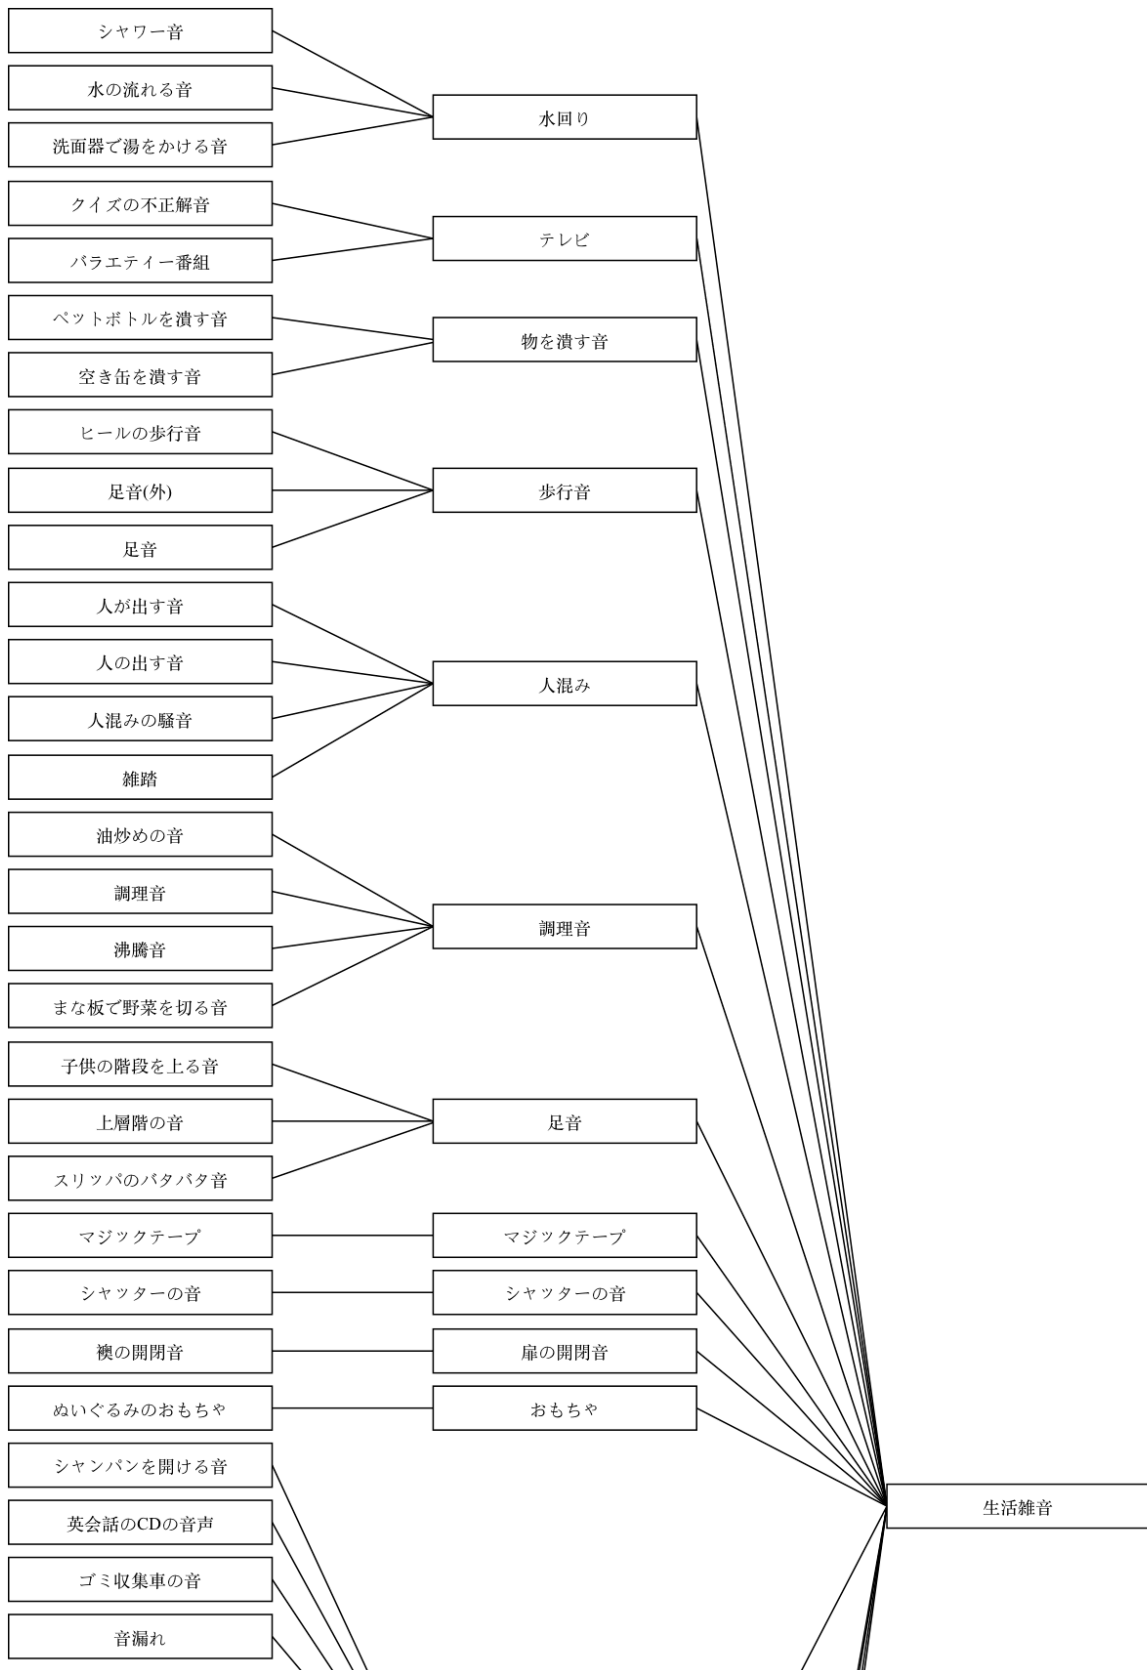 シャワー音
水の流れる音
洗面器で湯をかける音
水回り
クイズの不正解音
バラエティー番組
テレビ
ペットボトルを潰す音
空き缶を潰す音
物を潰す音
ヒールの歩行音
足音(外)
足音
歩行音
人が出す音
人の出す音
人混みの騒音
雑踏
人混み
油炒めの音
調理音
沸騰音
まな板で野菜を切る音
調理音
子供の階段を上る音
上層階の音
スリッパのバタバタ音
足音
マジックテープ
マジックテープ
シャッターの音
シャッターの音
襖の開閉音
扉の開閉音
ぬいぐるみのおもちゃ
おもちゃ
シャンパンを開ける音
英会話のCDの音声
ゴミ収集車の音
音漏れ
生活雑音